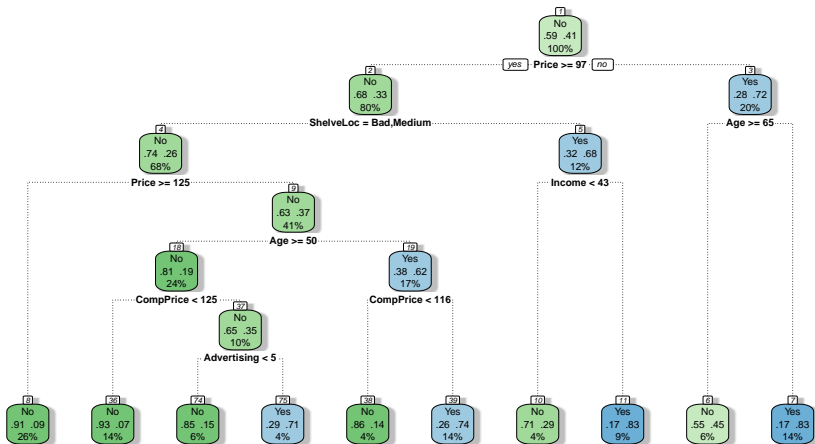 1
No
.59 .41
100%
yes Price >= 97 no
2
No
.68 .33
80%
3
Yes
.28 .72
20%
ShelveLoc = Bad,Medium
Age >= 65
4
No
.74 .26
68%
5
Yes
.32 .68
12%
Price >= 125
Income < 43
9
No
.63 .37
41%
Age >= 50
18
No
.81 .19
24%
19
Yes
.38 .62
17%
CompPrice < 125
CompPrice < 116
37
No
.65 .35
10%
Advertising < 5
8
No
.91 .09
26%
36
No
.93 .07
14%
74
No
.85 .15
6%
75
Yes
.29 .71
4%
38
No
.86 .14
4%
39
Yes
.26 .74
14%
10
No
.71 .29
4%
11
Yes
.17 .83
9%
6
No
.55 .45
6%
7
Yes
.17 .83
14%